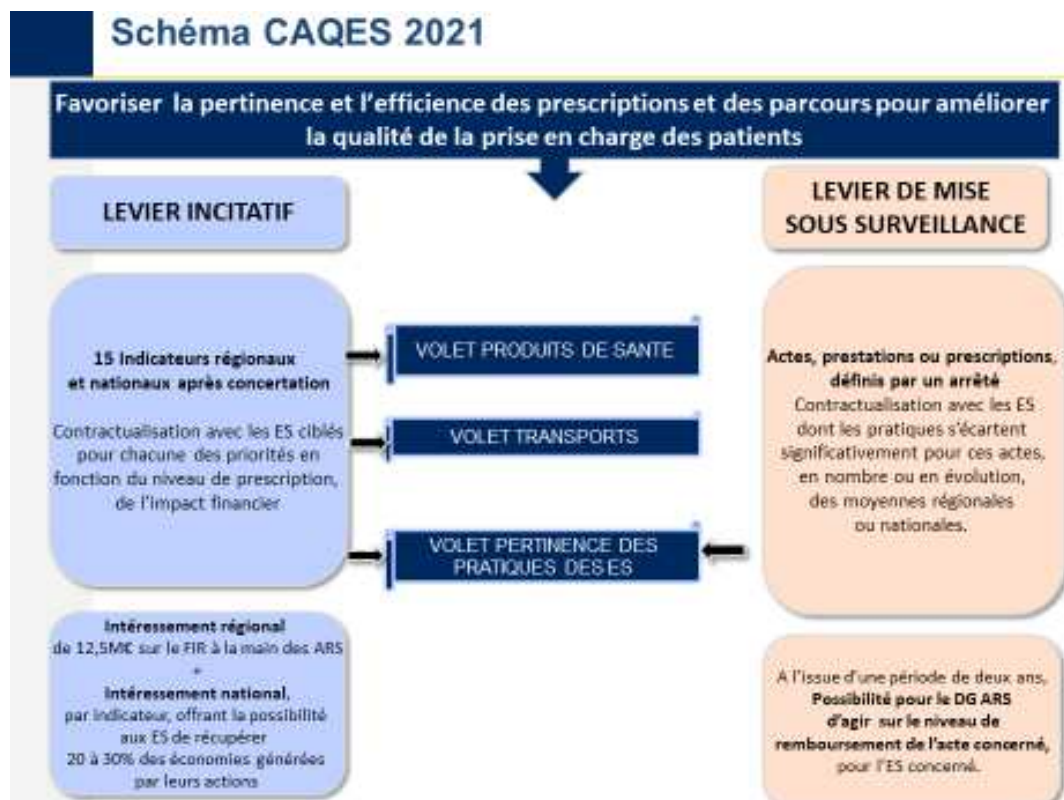 Schéma CAQES 2021
Favoriser la pertinence et l'efficience des prescriptions et des parcours pour améliorer
la qualité de la prise en charge des patients
LEVIER INCITATIF
15 Indicateurs régionaux
et nationaux après concertation
Contractualisation avec les ES ciblés
pour chacune des priorités en
fonction du niveau de prescription,
de l'impact financier
Intéressement régional
de 12,5M€ sur le FIR à la main des ARS
+
Intéressement national,
par indicateur, offrant la possibilité
aux ES de récupérer
20 à 30% des économies générées
par leurs actions
VOLET PRODUITS DE SANTE
VOLET TRANSPORTS
VOLET PERTINENCE DES
PRATIQUES DES ES
LEVIER DE MISE
SOUS SURVEILLANCE
Actes, prestations ou prescriptions,
définis par un arrêté
Contractualisation avec les ES
dont les pratiques s'écartent
significativement pour ces actes,
en nombre ou en évolution,
des moyennes régionales
ou nationales.
A l'issue d'une période de deux ans,
Possibilité pour le DG ARS
d'agir sur le niveau de
remboursement de l'acte concerné,
pour l'ES concerné.